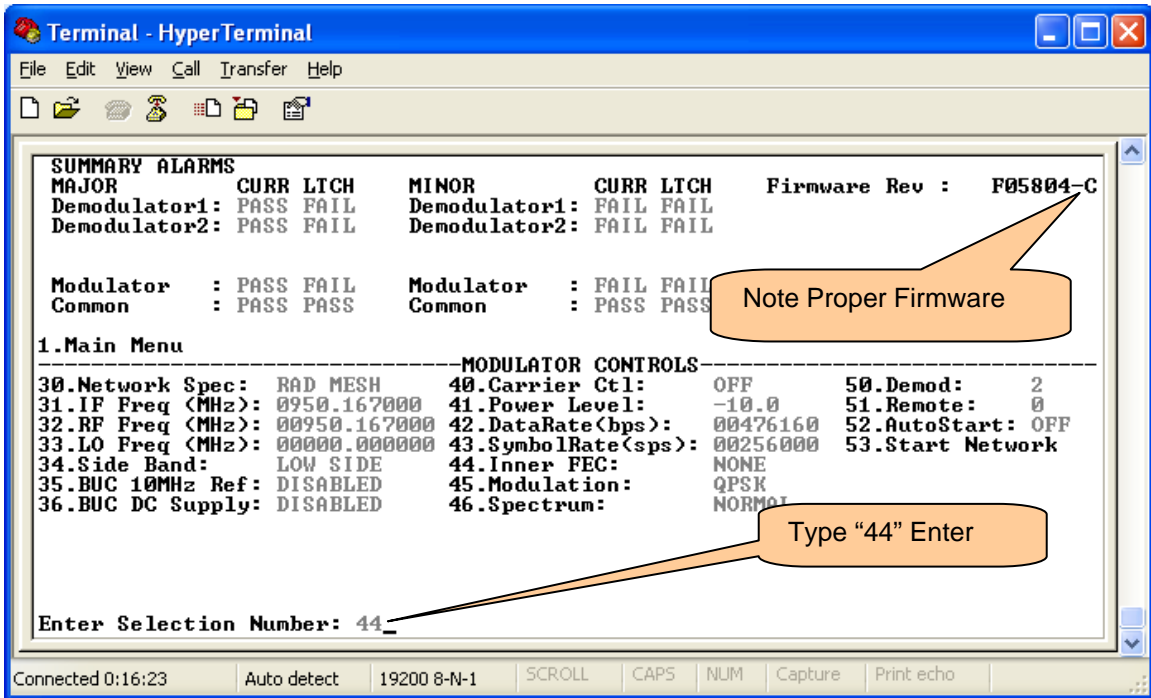 Terminal - HyperTerminal
File Edit View Call Transfer Help
SUMMARY ALARMS
MAJOR CURR LTCH MINOR CURR LTCH Firmware Rev : F05804-C
Demodulator1: PASS FAIL Demodulator1: FAIL FAIL
Demodulator2: PASS FAIL Demodulator2: FAIL FAIL
Modulator : PASS FAIL Modulator : FAIL FAIL
Common : PASS PASS Common : PASS PASS
Note Proper Firmware
1.Main Menu
MODULATOR CONTROLS
30.Network Spec: RAD MESH 40.Carrier Ctl: OFF 50.Demod: 2
31.IF Freq (MHz): 0950.167000 41.Power Level: -10.0 51.Remote: 0
32.RF Freq (MHz): 00950.167000 42.DataRate(bps): 00476160 52.AutoStart: OFF
33.LO Freq (MHz): 00000.000000 43.SymbolRate(sps): 00256000 53.Start Network
34.Side Band: LOW SIDE 44.Inner FEC: NONE
35.BUC 10MHz Ref: DISABLED 45.Modulation: QPSK
36.BUC DC Supply: DISABLED 46.Spectrum: NORMAL
Type “44” Enter
Enter Selection Number: 44_
Connected 0:16:23 Auto detect 19200 8-N-1 SCROLL CAPS NUM Capture Print echo